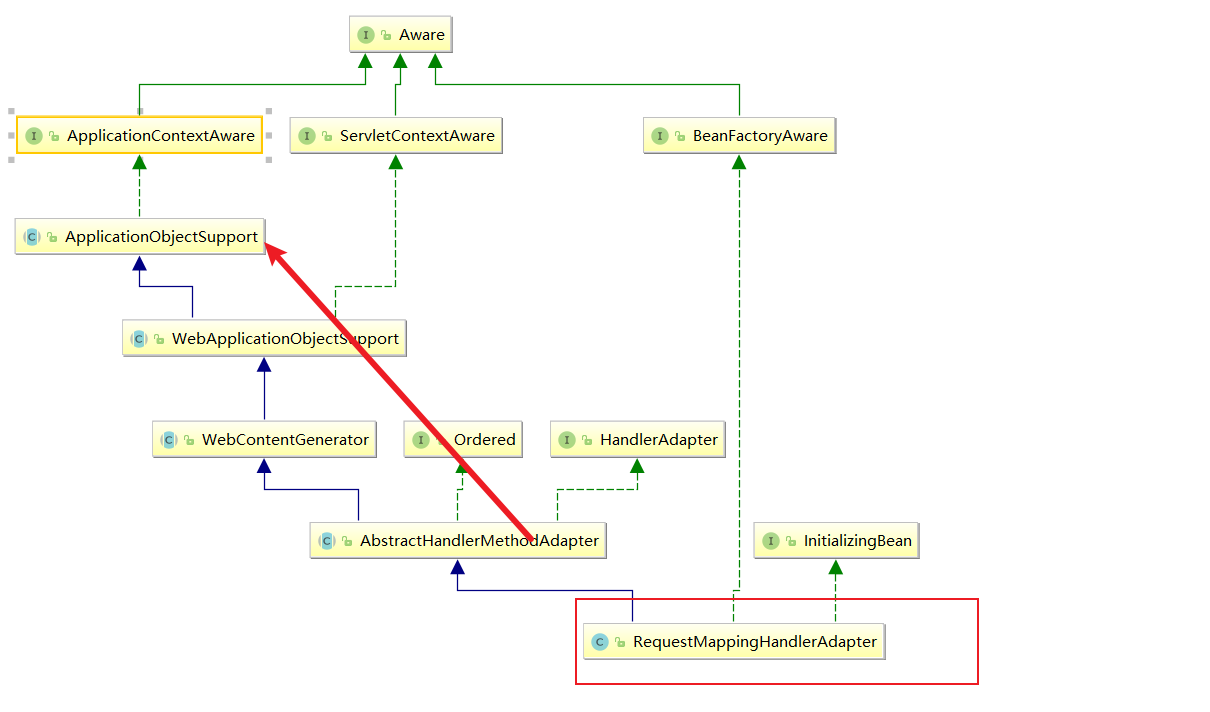 I Aware
I ApplicationContextAware
I ServletContextAware
I BeanFactoryAware
C ApplicationObjectSupport
C WebApplicationObjectSupport
C WebContentGenerator
I Ordered
I HandlerAdapter
C AbstractHandlerMethodAdapter
I InitializingBean
C RequestMappingHandlerAdapter